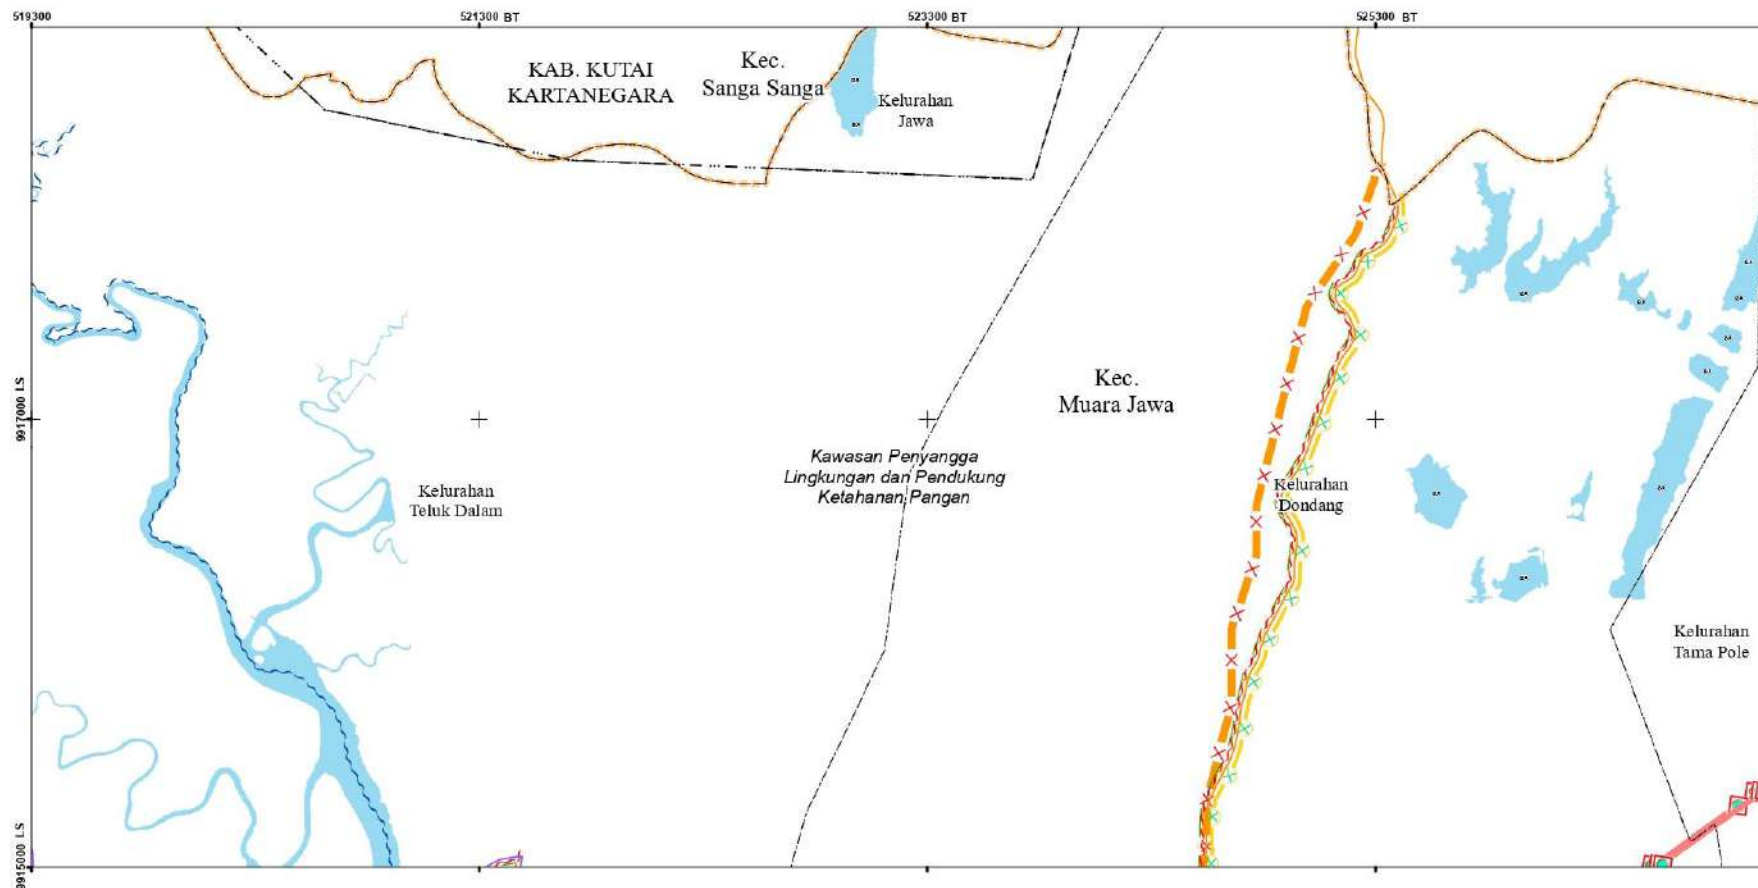 519300
521300 BT
523300 BT
525300 BT
KAB. KUTAI
KARTANEGARA
Kec.
Sanga Sanga
Kelurahan
Jawa
9917000 LS
Kec.
Muara Jawa
Kawasan Penyangga
Lingkungan dan Pendukung
Ketahanan Pangan
Kelurahan
Teluk Dalam
Kelurahan
Dondang
Kelurahan
Tama Pole
9915000 LS